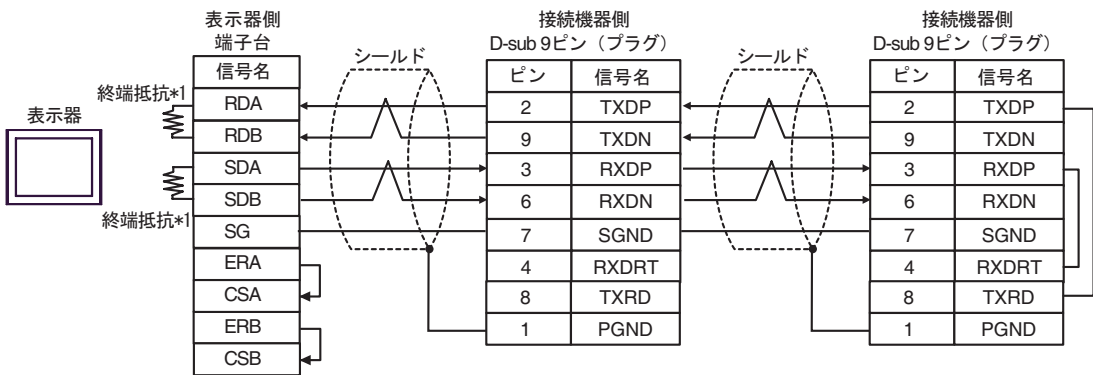 表示器側
端子台
接続機器側
D-sub 9ピン（プラグ）
接続機器側
D-sub 9ピン（プラグ）
シールド
シールド
信号名
ピン 信号名
ピン 信号名
終端抵抗*1
表示器
終端抵抗*1
RDA 2 TXDP 2 TXDP
RDB 9 TXDN 9 TXDN
SDA 3 RXDP 3 RXDP
SDB 6 RXDN 6 RXDN
SG 7 SGND 7 SGND
ERA 4 RXDRT 4 RXDRT
CSA 8 TXRD 8 TXRD
ERB 1 PGND 1 PGND
CSB